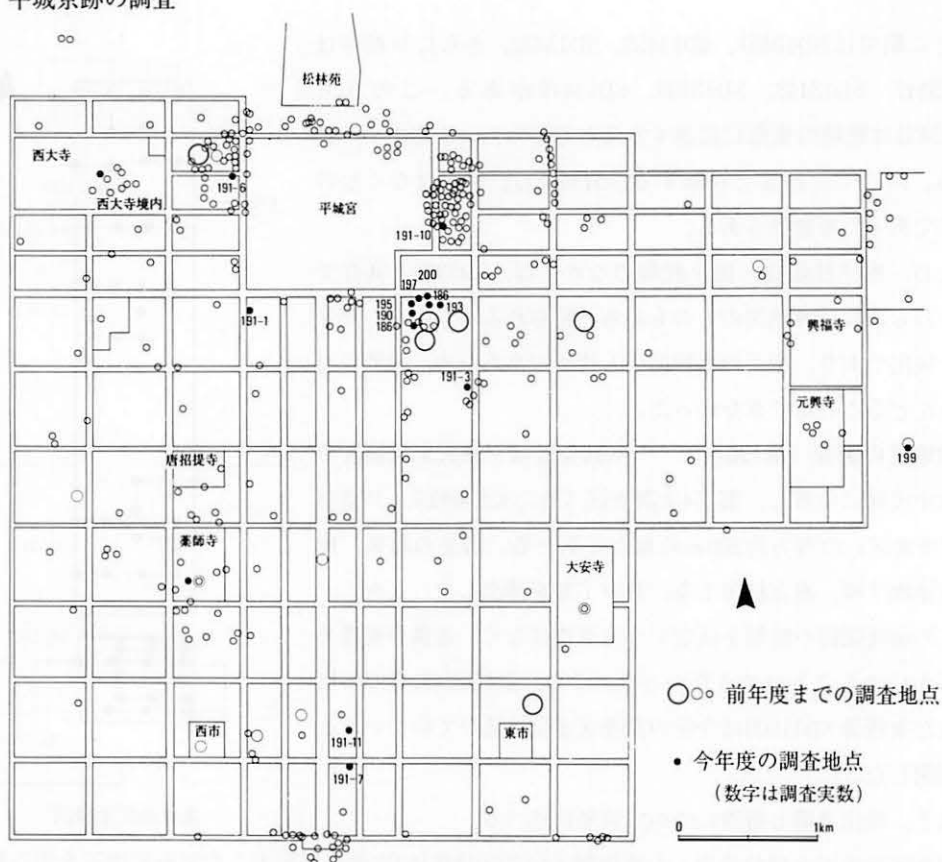 平城京跡の調査
松林苑
西大寺
191-6
西大寺境内
平城宮
191-10
200
197
186
195
193
190
186
191-1
興福寺
191-3
元興寺
唐招提寺
199
薬師寺
大安寺
前年度までの調査地点
西市
191-11
東市
今年度の調査地点
191-7
(数字は調査実数)
0 1km